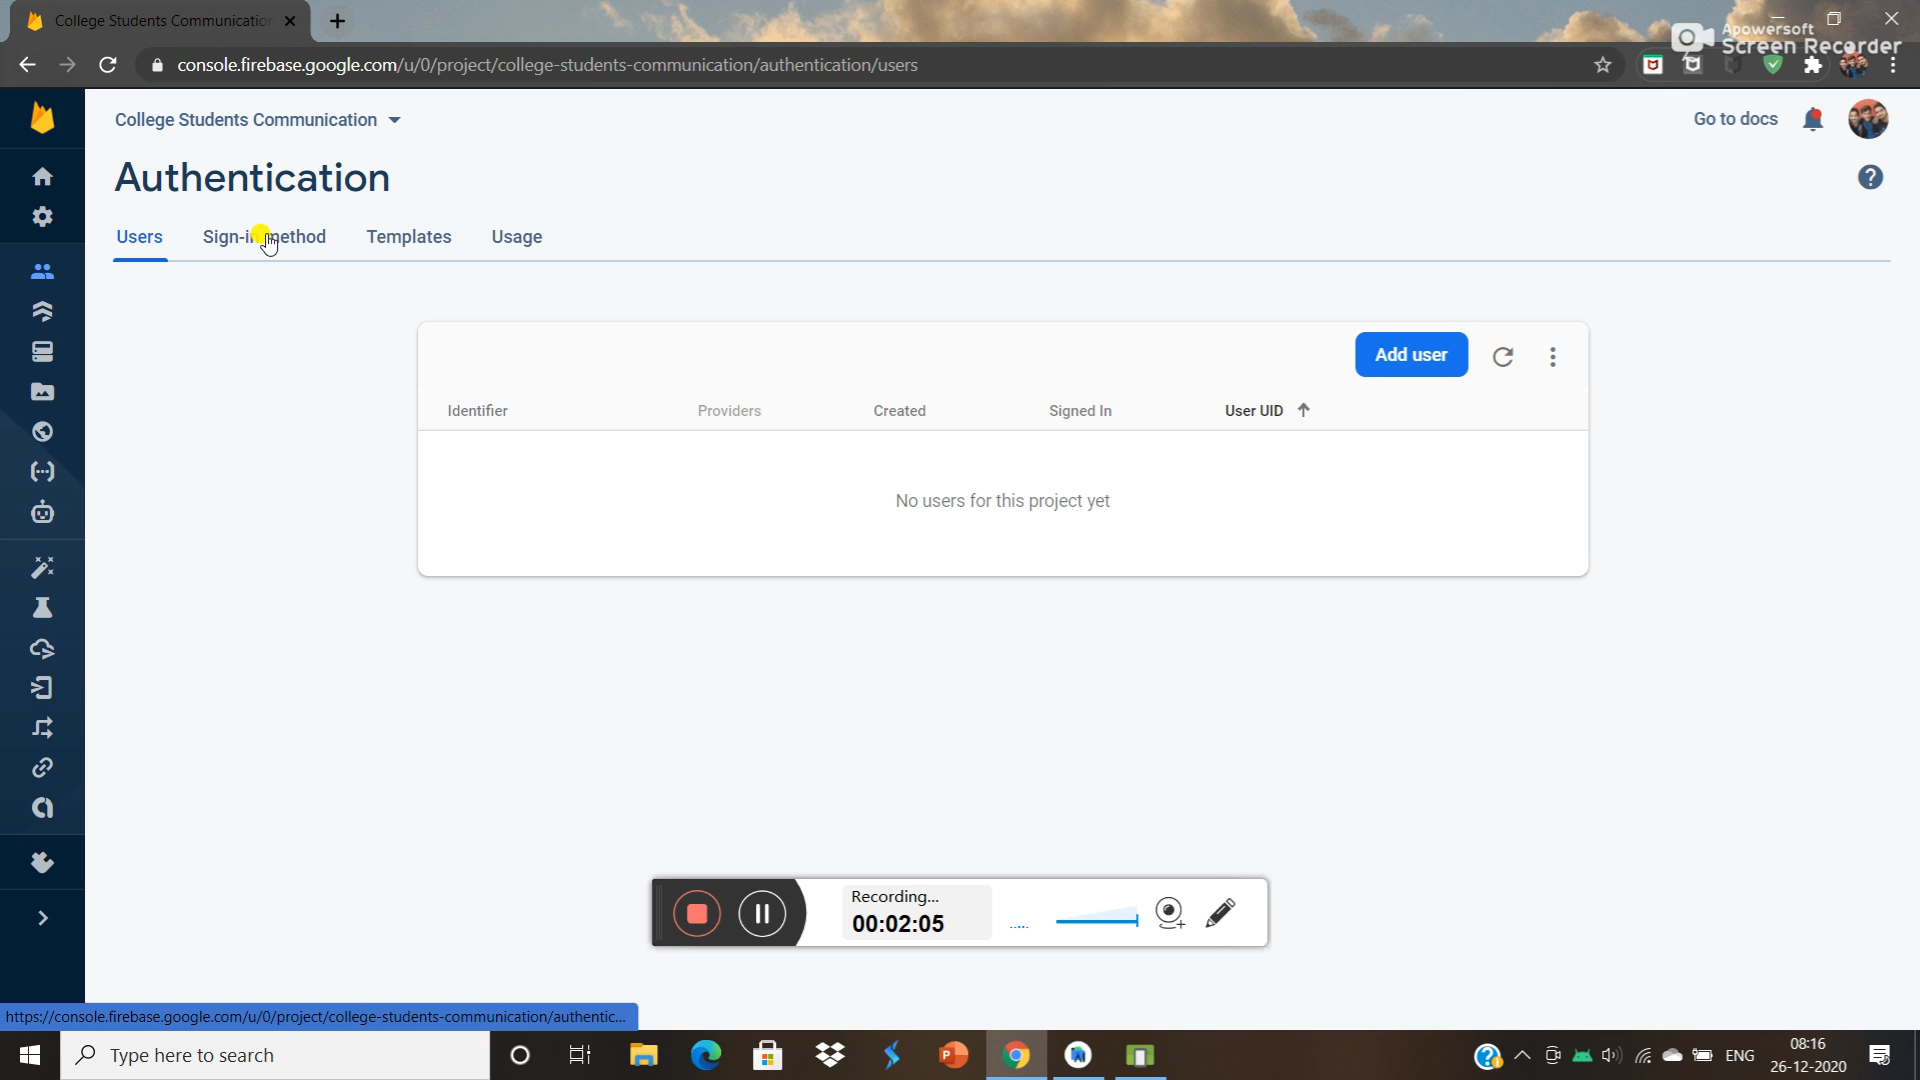 College Students Communication
Apowersoft
Screen Recorder
console.firebase.google.com/u/0/project/college-students-communication/authentication/users
College Students Communication
Go to docs
Authentication
Users
Sign-in method
Templates
Usage
Add user
Identifier
Providers
Created
Signed In
User UID
No users for this project yet
Recording...
00:02:05
https://console.firebase.google.com/u/0/project/college-students-communication/authentic...
Type here to search
ENG
08:16
26-12-2020